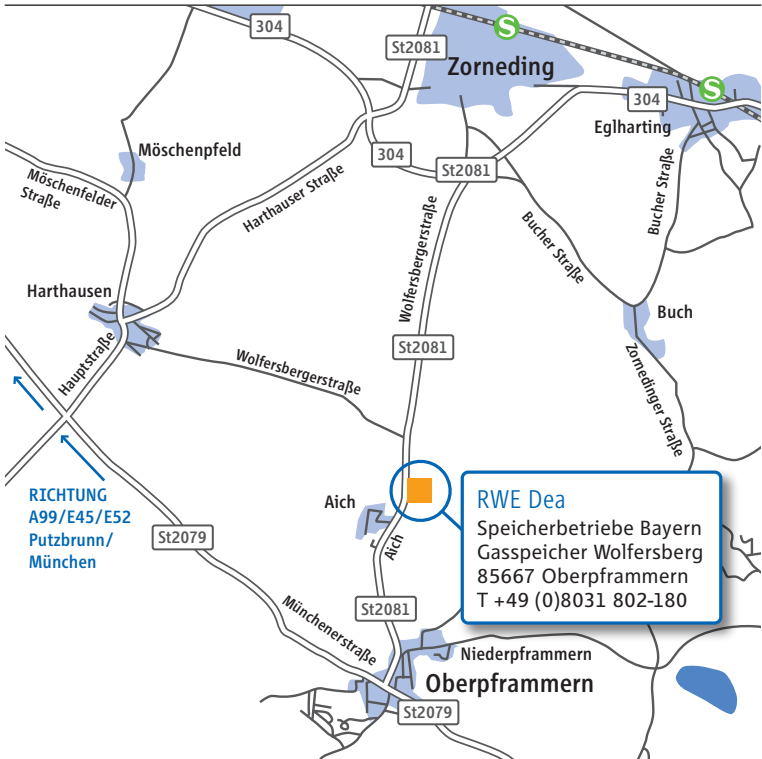 304
St2081
S
Zorneding
S
304
Eglharting
Möschenpfeld
304
St2081
Möschenfelder
Straße
Harthauser Straße
Wolfersbergerstraße
Bucher Straße
Bucher Straße
Harthausen
Buch
Hauptstraße
St2081
Wolfersbergerstraße
Zornedinger Straße
RICHTUNG
A99/E45/E52
Putzbrunn/
München
Aich
Aich
RWE Dea
Speicherbetriebe Bayern
Gasspeicher Wolfersberg
85667 Oberpframmern
T +49 (0)8031 802-180
St2079
St2081
Münchenerstraße
Niederpframmern
Oberpframmern
St2079